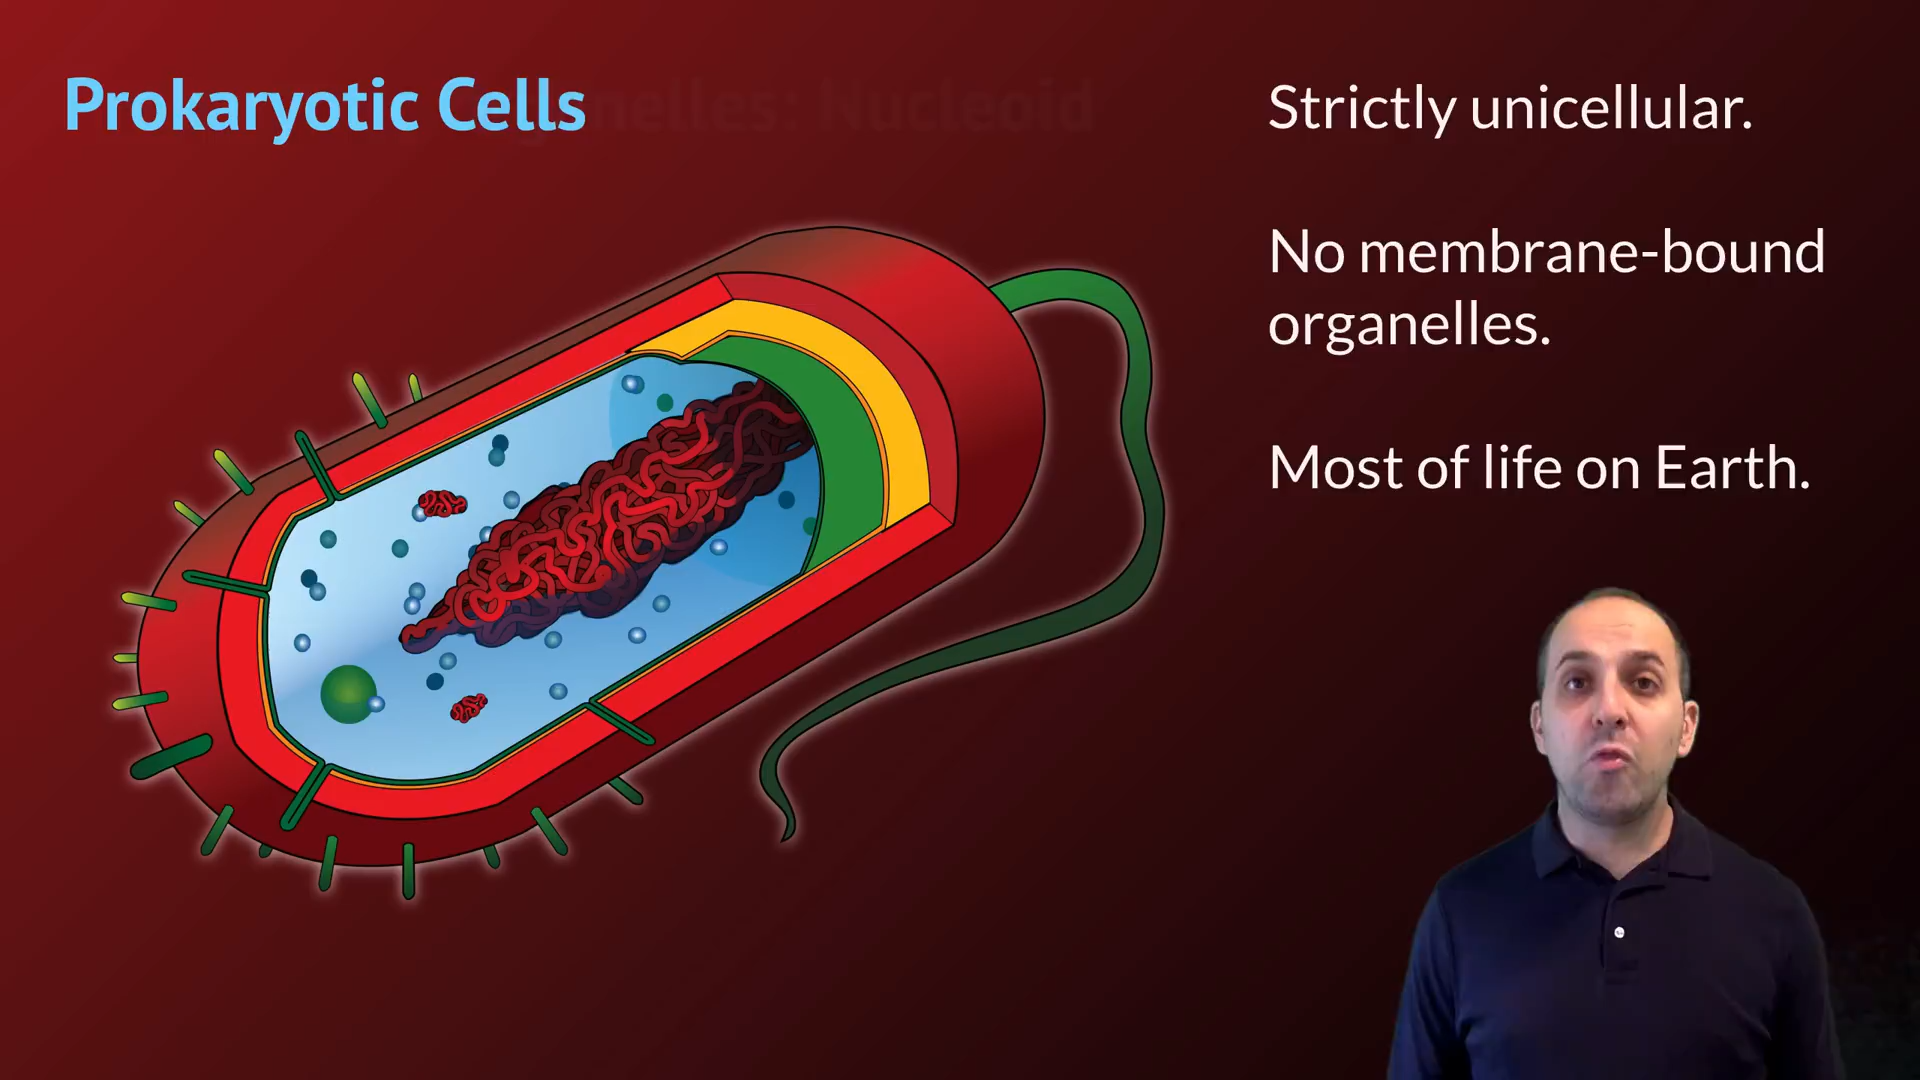 Prokaryotic Cells
Strictly unicellular.
No membrane-bound
organelles.
Most of life on Earth.